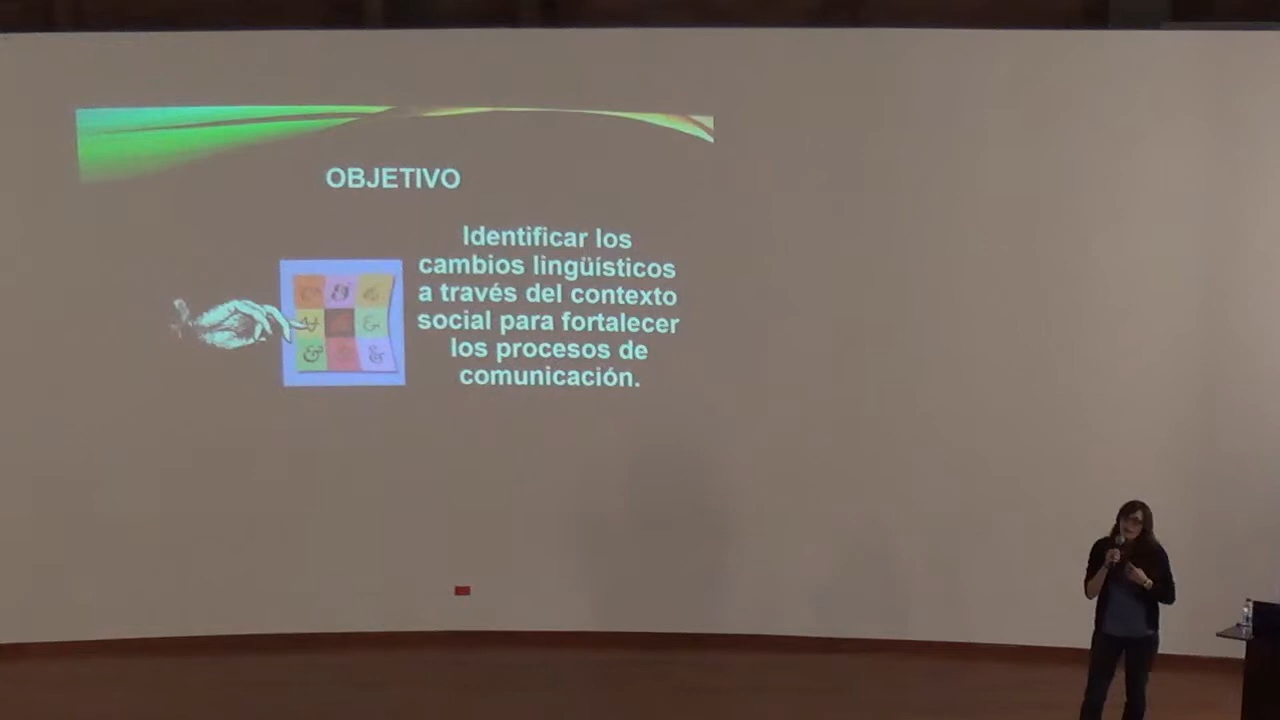 OBJETIVO
Identificar los
cambios lingüísticos
a través del contexto
social para fortalecer
los procesos de
comunicación.